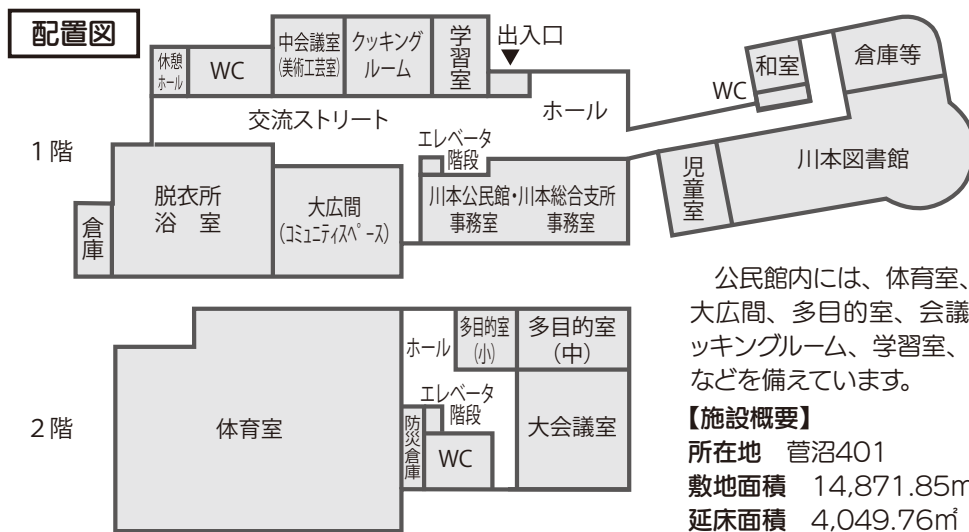 配置図
休憩
ホール
WC
中会議室
(美術工芸室)
クッキング
ルーム
学習室
出入口
▼
ホール
WC
和室
倉庫等
交流ストリート
エレベータ
階段
1階
脱衣所
浴 室
倉庫
大広間
(コミュニティスペース)
川本公民館・川本総合支所
事務室 事務室
児童室
川本図書館
2階
体育室
ホール
多目的室
(小)
多目的室
(中)
エレベータ
階段
防災倉庫
WC
大会議室
公民館内には、体育室、
大広間、多目的室、会議
ッキングルーム、学習室、
などを備えています。
【施設概要】
所在地 菅沼401
敷地面積 14,871.85m
延床面積 4,049.76㎡